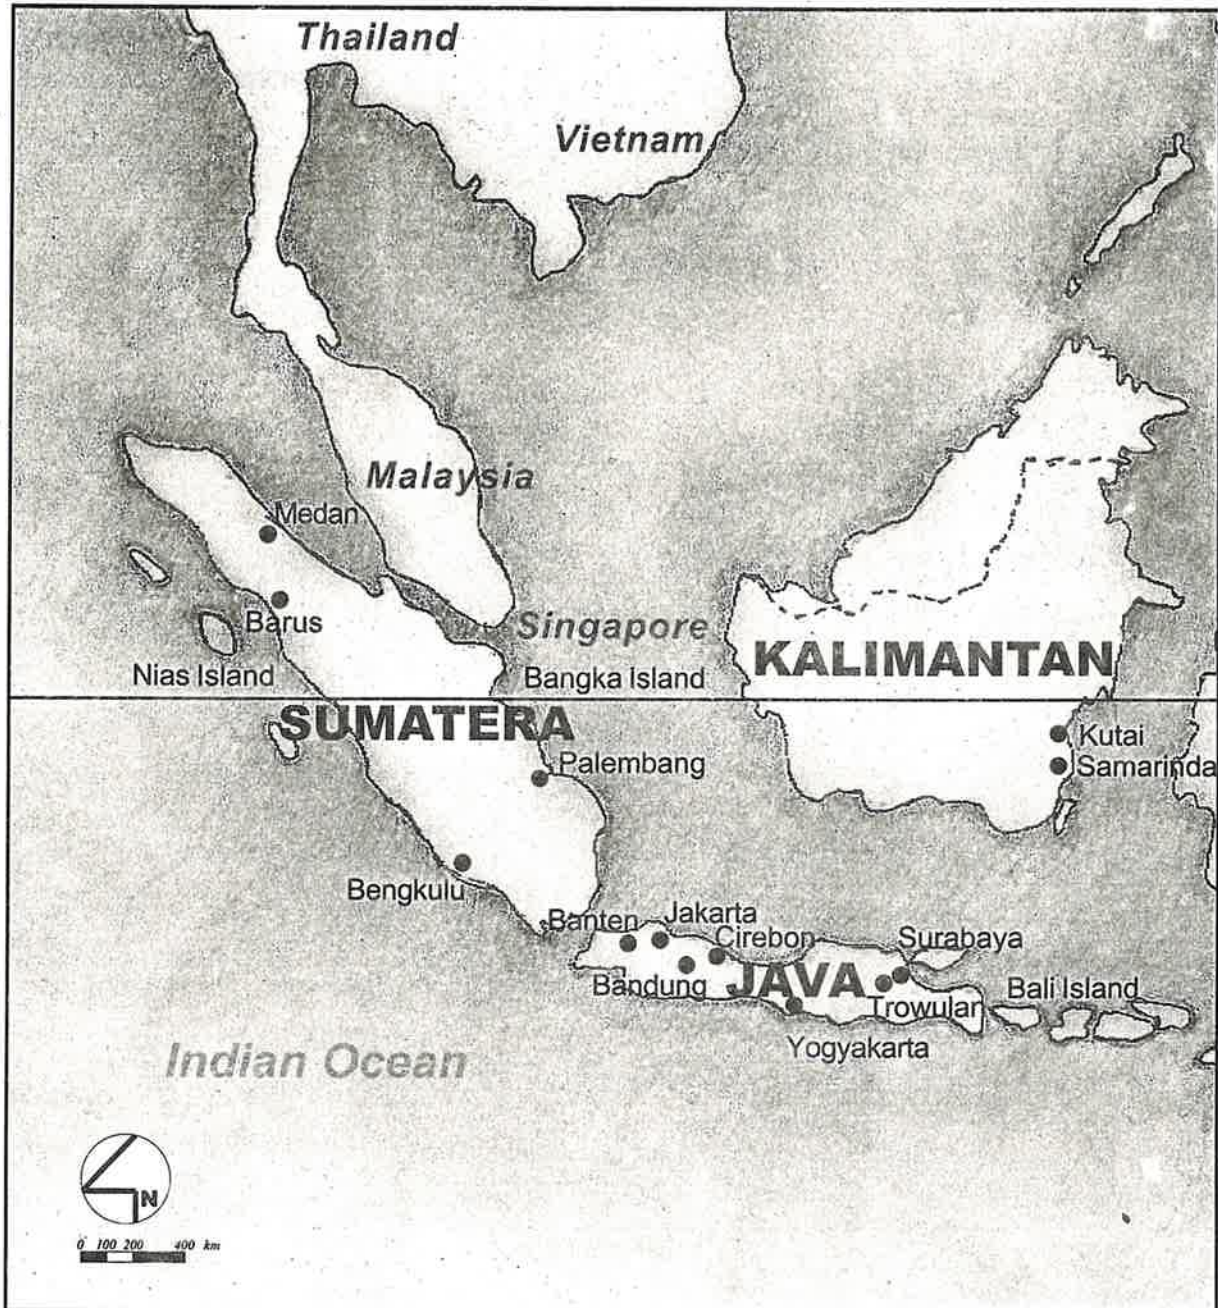 Thailand
Vietnam
Malaysia
Medan
Barus
Singapore
Nias Island
Bangka Island
KALIMANTAN
SUMATERA
Kutai
Palembang
Samarinda
Bengkulu
Banten
Jakarta
Cirebon
Surabaya
Bandung
JAVA
Trowulan
Bali Island
Yogyakarta
Indian Ocean
N
0 100 200 400 km